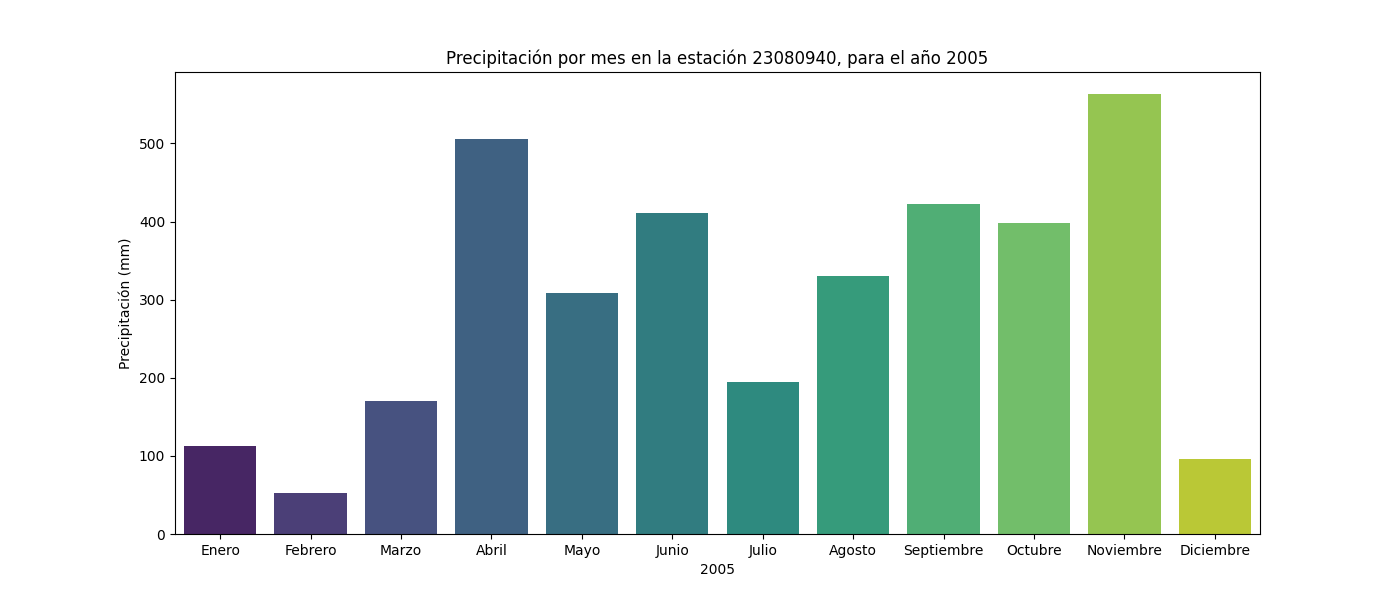 Precipitación por mes en la estación 23080940, para el año 2005
Precipitación (mm)
500
400
300
200
100
0
Enero Febrero Marzo Abril Mayo Junio Julio Agosto Septiembre Octubre Noviembre Diciembre
2005